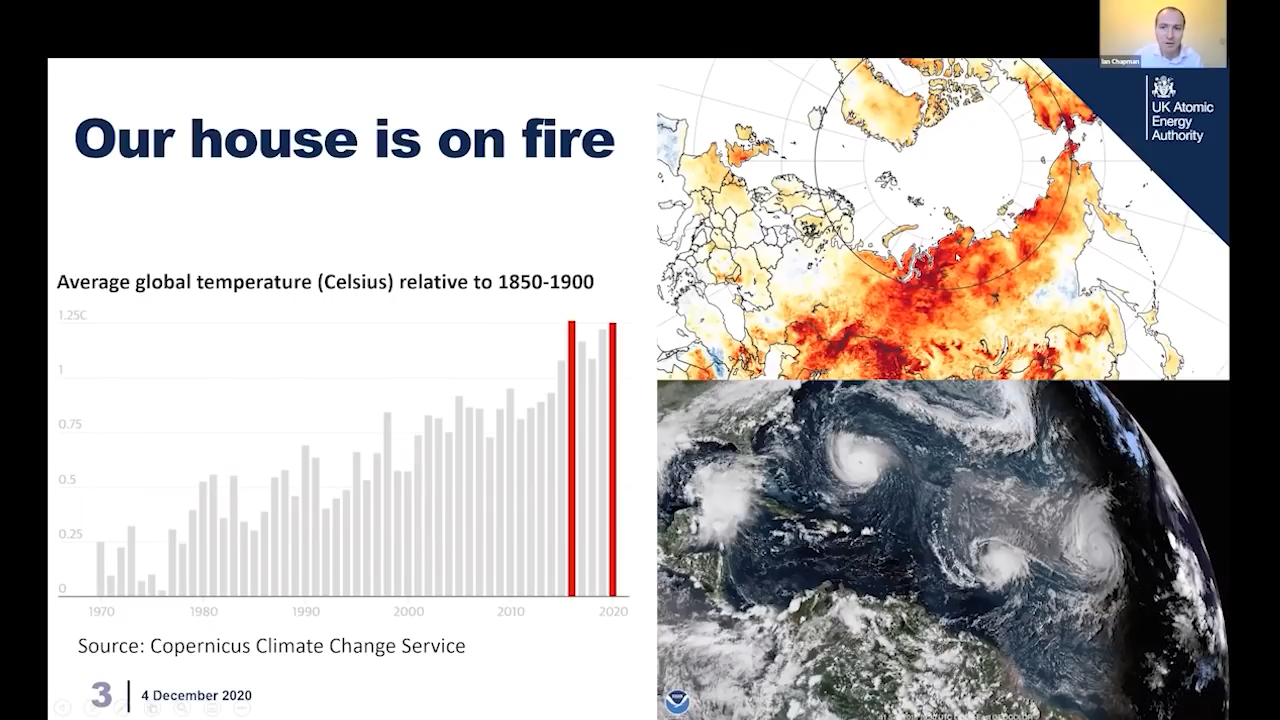 Ian Chapman
UK Atomic
Energy
Authority
Our house is on fire
Average global temperature (Celsius) relative to 1850-1900
1.25C
1
0.75
0.5
0.25
0
1970 1980 1990 2000 2010 2020
Source: Copernicus Climate Change Service
3 4 December 2020